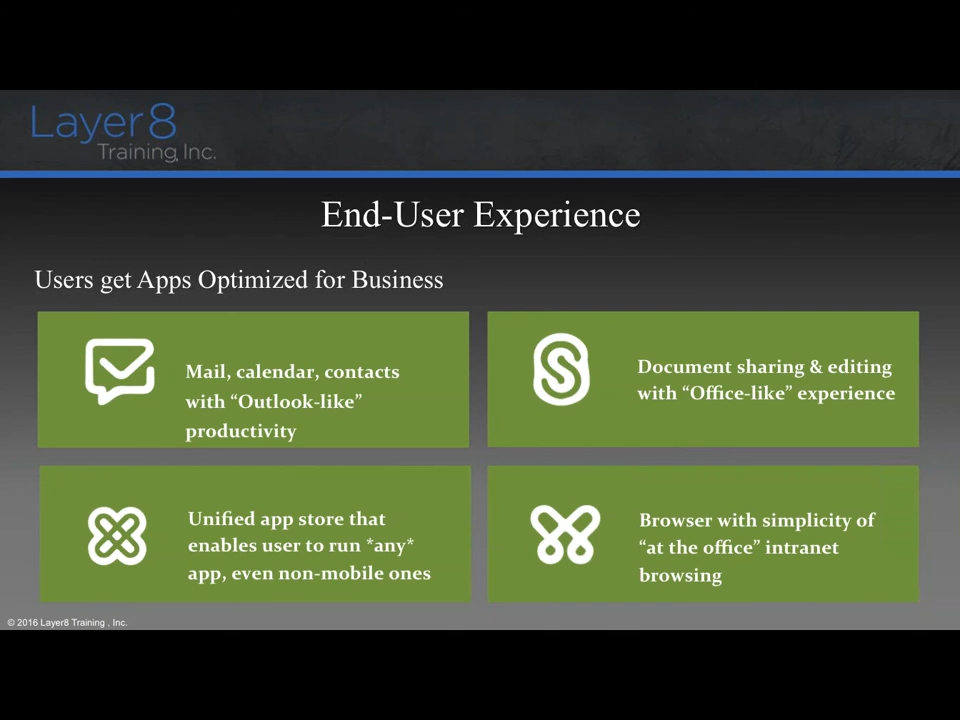 Layer8
Training, Inc.
End-User Experience
Users get Apps Optimized for Business
Mail, calendar, contacts
with “Outlook-like”
productivity
Document sharing & editing
with “Office-like” experience
Unified app store that
enables user to run *any*
app, even non-mobile ones
Browser with simplicity of
“at the office” intranet
browsing
© 2016 Layer8 Training , Inc.